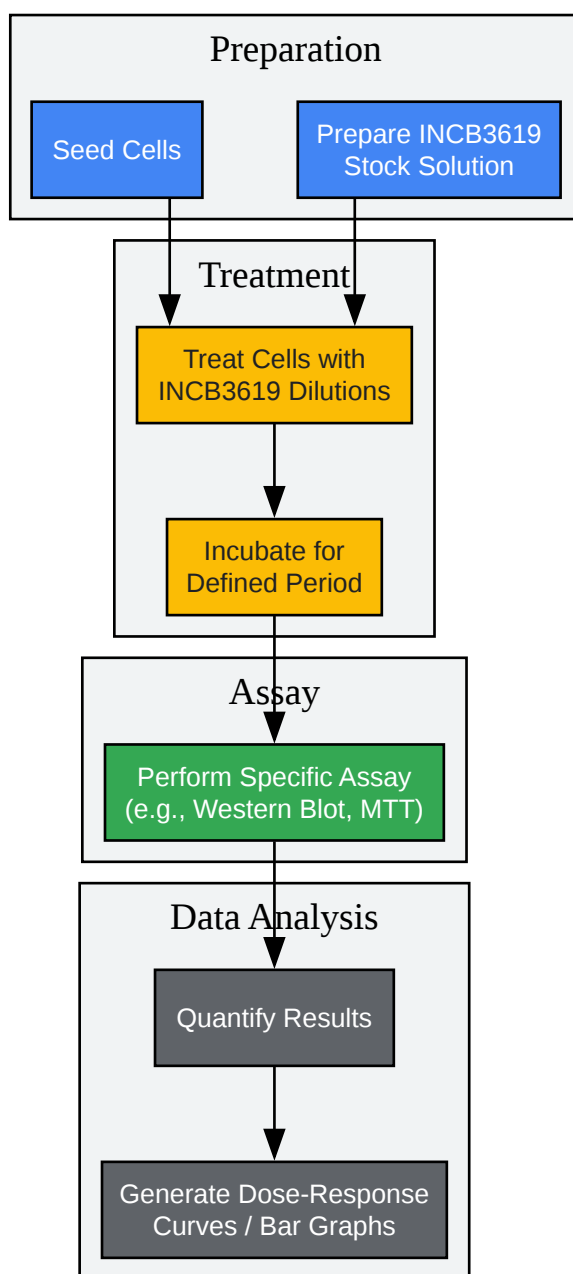 Preparation
Seed Cells
Prepare INCB3619
Stock Solution
Treatment
Treat Cells with
INCB3619 Dilutions
Incubate for
Defined Period
Assay
Perform Specific Assay
(e.g., Western Blot, MTT)
Data Analysis
Quantify Results
Generate Dose-Response
Curves / Bar Graphs